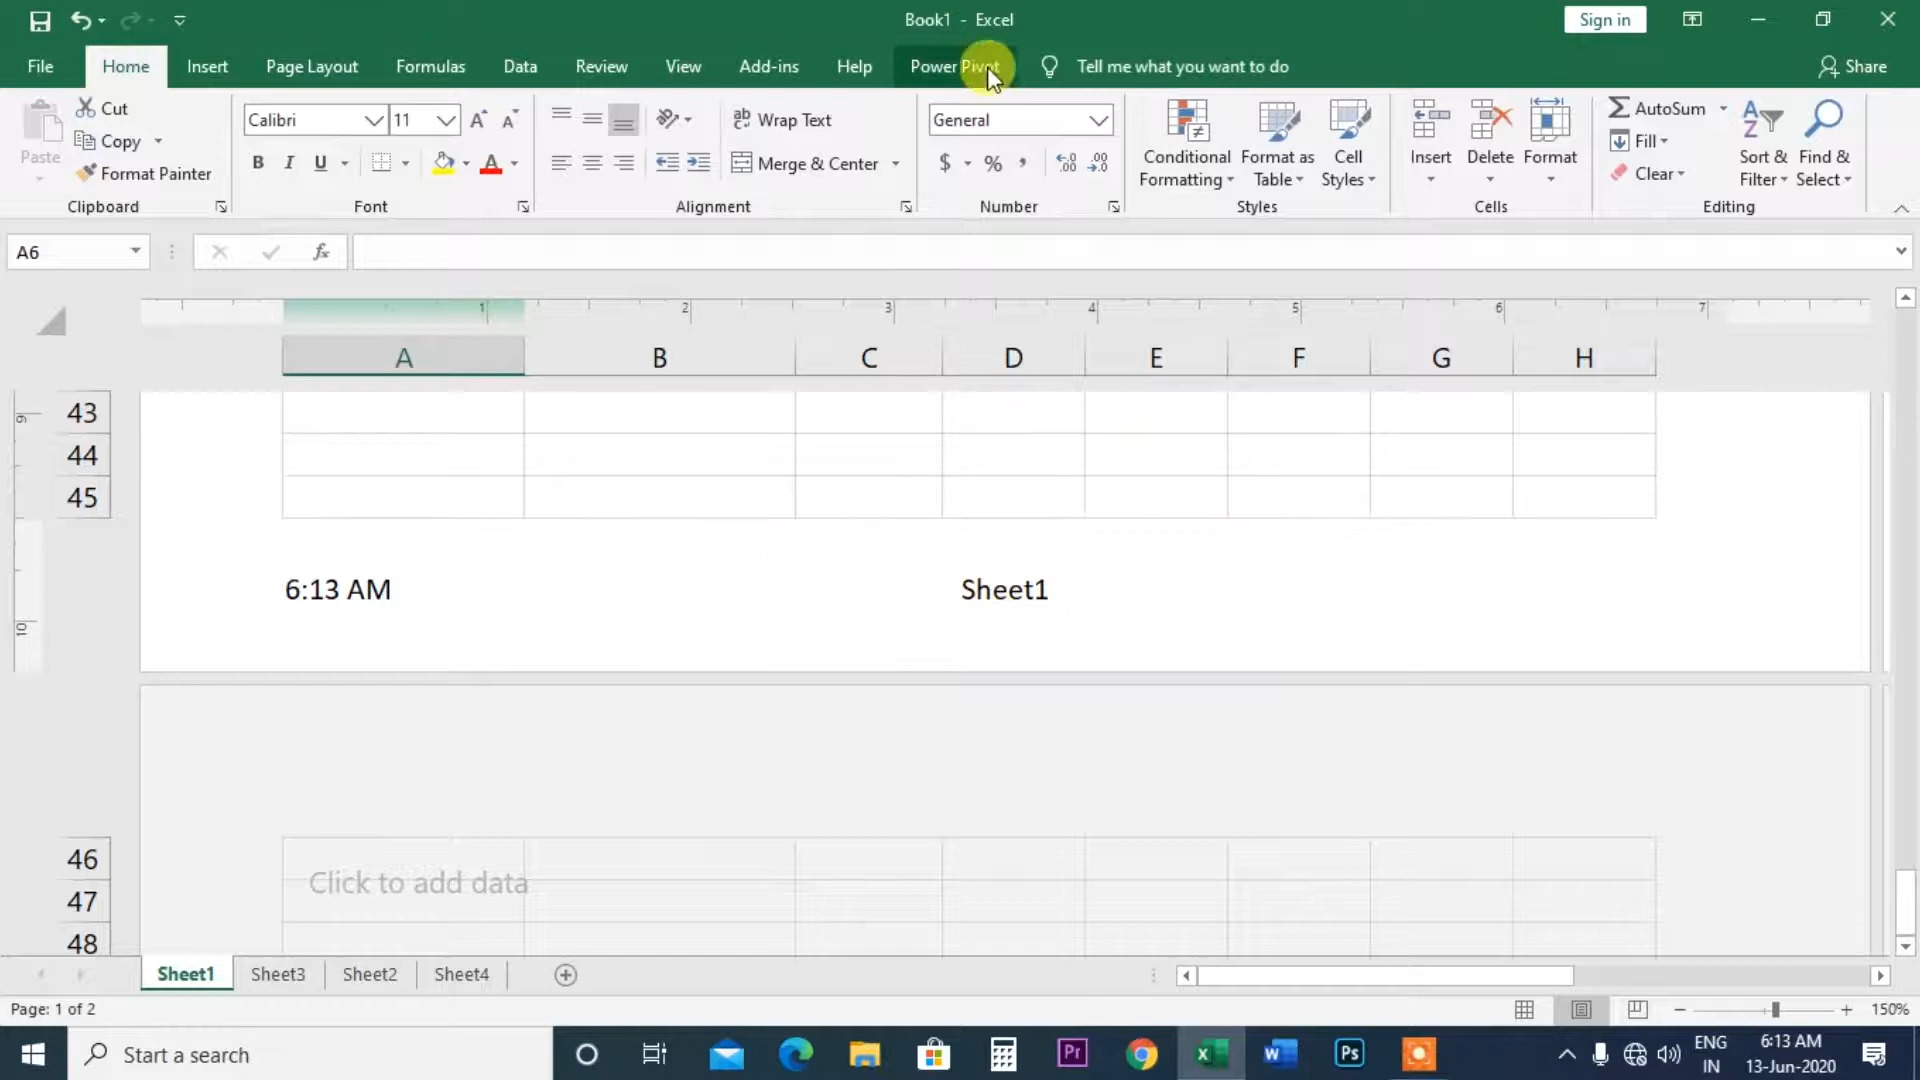 Book1 - Excel
Sign in
File Home Insert Page Layout Formulas Data Review View Add-ins Help Power Pivot Tell me what you want to do Share
Paste
Cut
Copy
Format Painter
Clipboard
Calibri 11
B I U A
Font
Wrap Text
Merge & Center
Alignment
General
$ % ,
Number
Conditional Formatting
Format as Table
Cell Styles
Styles
Insert Delete Format
Cells
AutoSum
Fill
Clear
Sort & Filter
Find & Select
Editing
A6
fx
1 2 3 4 5 6 7
A B C D E F G H
9
43
44
45
6:13 AM Sheet1
10
46
Click to add data
47
48
Sheet1 Sheet3 Sheet2 Sheet4
Page: 1 of 2
150%
Start a search
Pr
Ps
ENG
IN
6:13 AM
13-Jun-2020